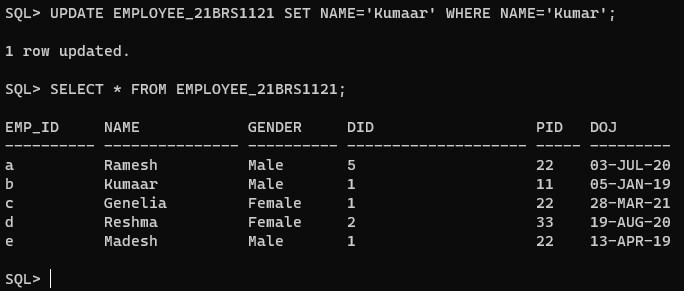 SQL> UPDATE EMPLOYEE_21BRS1121 SET NAME='Kumaar' WHERE NAME='Kumar';
1 row updated.
SQL> SELECT * FROM EMPLOYEE_21BRS1121;
EMP_ID     NAME            GENDER     DID                  PID   DOJ
---------- --------------- ---------- -------------------- ----- ---------
a          Ramesh          Male       5                    22    03-JUL-20
b          Kumaar          Male       1                    11    05-JAN-19
c          Genelia         Female     1                    22    28-MAR-21
d          Reshma          Female     2                    33    19-AUG-20
e          Madesh          Male       1                    22    13-APR-19
SQL>